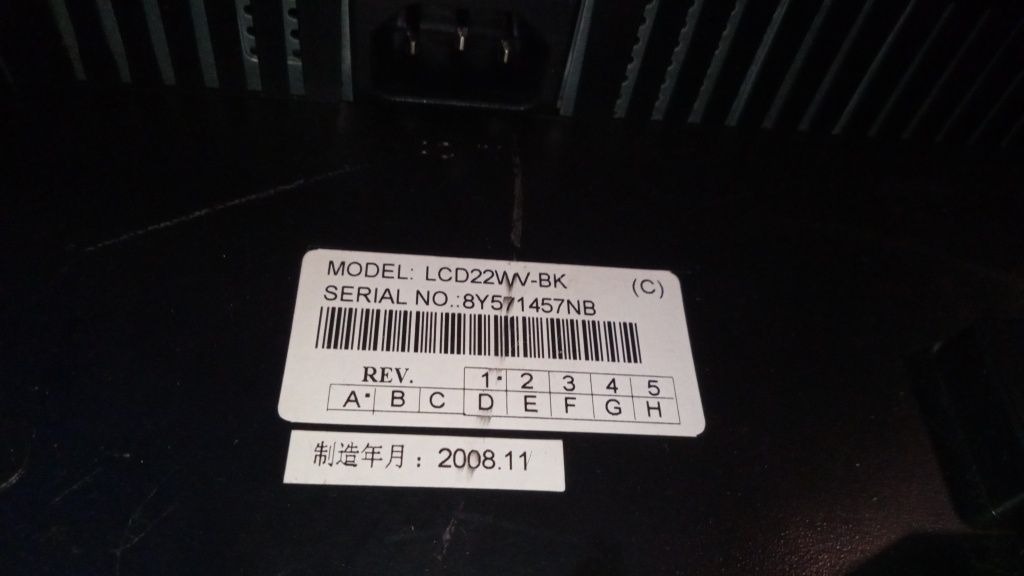 MODEL: LCD22WV-BK (C)
SERIAL NO.:8Y571457NB
REV. 1 2 3 4 5
A B C D E F G H
制造年月：2008.11